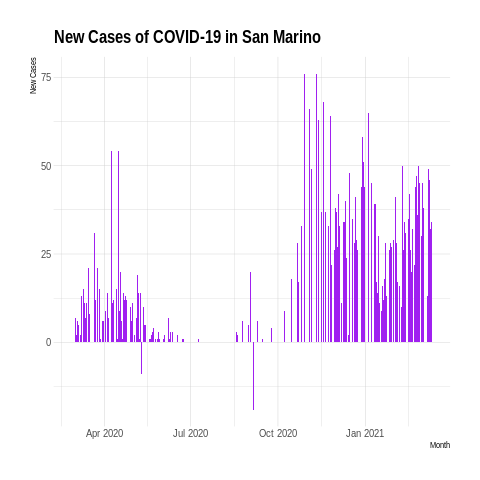 New Cases of COVID-19 in San Marino
New Cases
75
50
25
0
Apr 2020 Jul 2020 Oct 2020 Jan 2021
Month